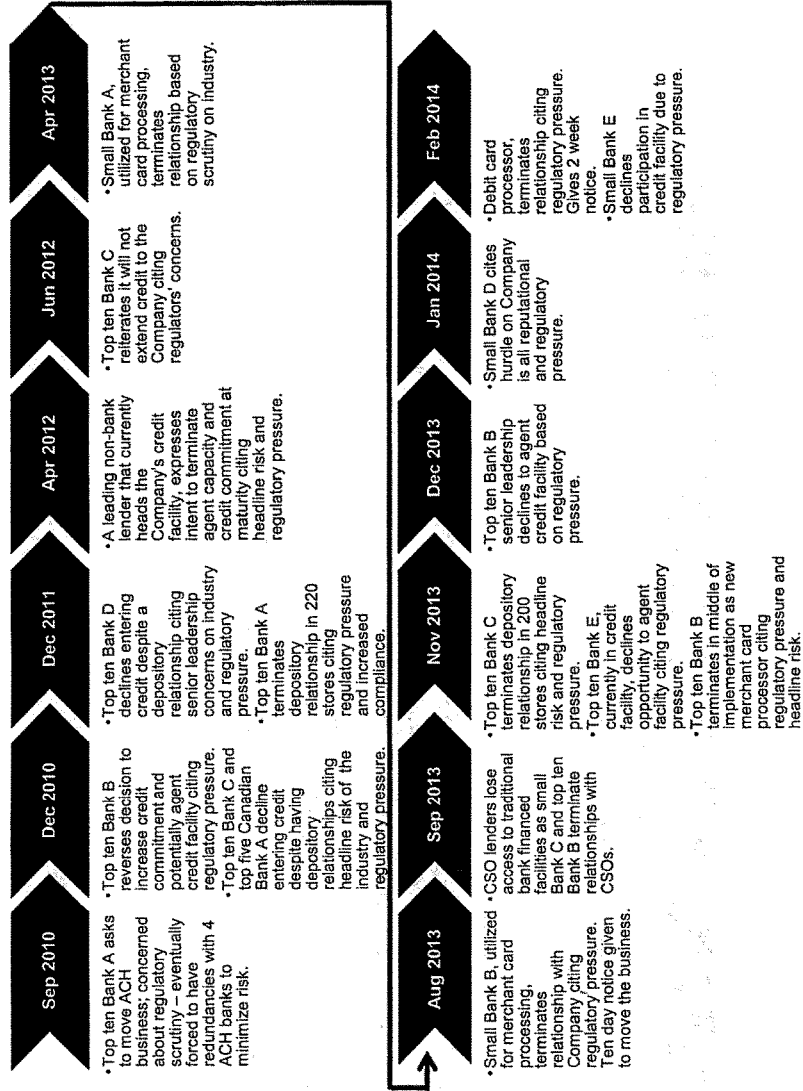 Sep 2010
•Top ten Bank A asks
to move ACH
business; concerned
about regulatory
scrutiny – eventually
forced to have
redundancies with 4
ACH banks to
minimize risk.
Dec 2010
•Top ten Bank B
reverses decision to
increase credit
commitment and
potentially agent
credit facility citing
regulatory pressure.
•Top ten Bank C and
top five Canadian
Bank A decline
entering credit
despite having
depository
relationships citing
headline risk of the
industry and
regulatory pressure.
Dec 2011
•Top ten Bank D
declines entering
credit despite a
depository
relationship citing
senior leadership
concerns on industry
and regulatory
pressure.
•Top ten Bank A
terminates
depository
relationship in 220
stores citing
regulatory pressure
and increased
compliance.
Apr 2012
•A leading non-bank
lender that currently
heads the
Company's credit
facility, expresses
intent to terminate
agent capacity and
credit commitment at
maturity citing
headline risk and
regulatory pressure.
Jun 2012
•Top ten Bank C
reiterates it will not
extend credit to the
Company citing
regulators' concerns.
Apr 2013
•Small Bank A,
utilized for merchant
card processing,
terminates
relationship based
on regulatory
scrutiny on industry.
Aug 2013
•Small Bank B, utilized
for merchant card
processing,
terminates
relationship with
Company citing
regulatory pressure.
Ten day notice given
to move the business.
Sep 2013
•CSO lenders lose
access to traditional
bank financed
facilities as small
Bank C and top ten
Bank B terminate
relationships with
CSOs.
Nov 2013
•Top ten Bank C
terminates depository
relationship in 200
stores citing headline
risk and regulatory
pressure.
•Top ten Bank E,
currently in credit
facility, declines
opportunity to agent
facility citing regulatory
pressure.
•Top ten Bank B
terminates in middle of
implementation as new
merchant card
processor citing
regulatory pressure and
headline risk.
Dec 2013
•Top ten Bank B
senior leadership
declines to agent
credit facility based
on regulatory
pressure.
Jan 2014
•Small Bank D cites
hurdle on Company
is all reputational
and regulatory
pressure.
Feb 2014
•Debit card
processor,
terminates
relationship citing
regulatory pressure.
Gives 2 week
notice.
•Small Bank E
declines
participation in
credit facility due to
regulatory pressure.